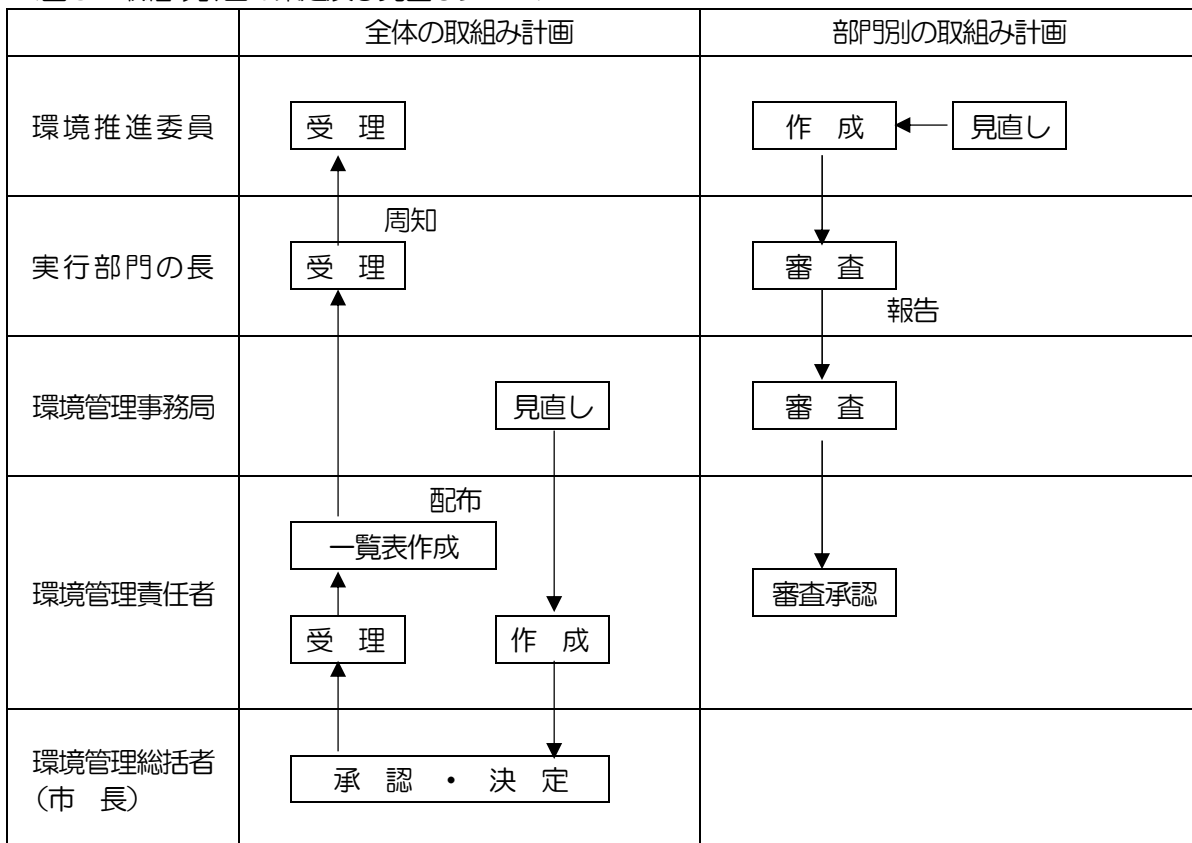 全体の取組み計画
部門別の取組み計画
環境推進委員
受 理
作 成
見直し
周知
実行部門の長
受 理
審 査
報告
環境管理事務局
見直し
審 査
配布
一覧表作成
環境管理責任者
審査承認
受 理
作 成
環境管理総括者
(市 長)
承 認 ・ 決 定